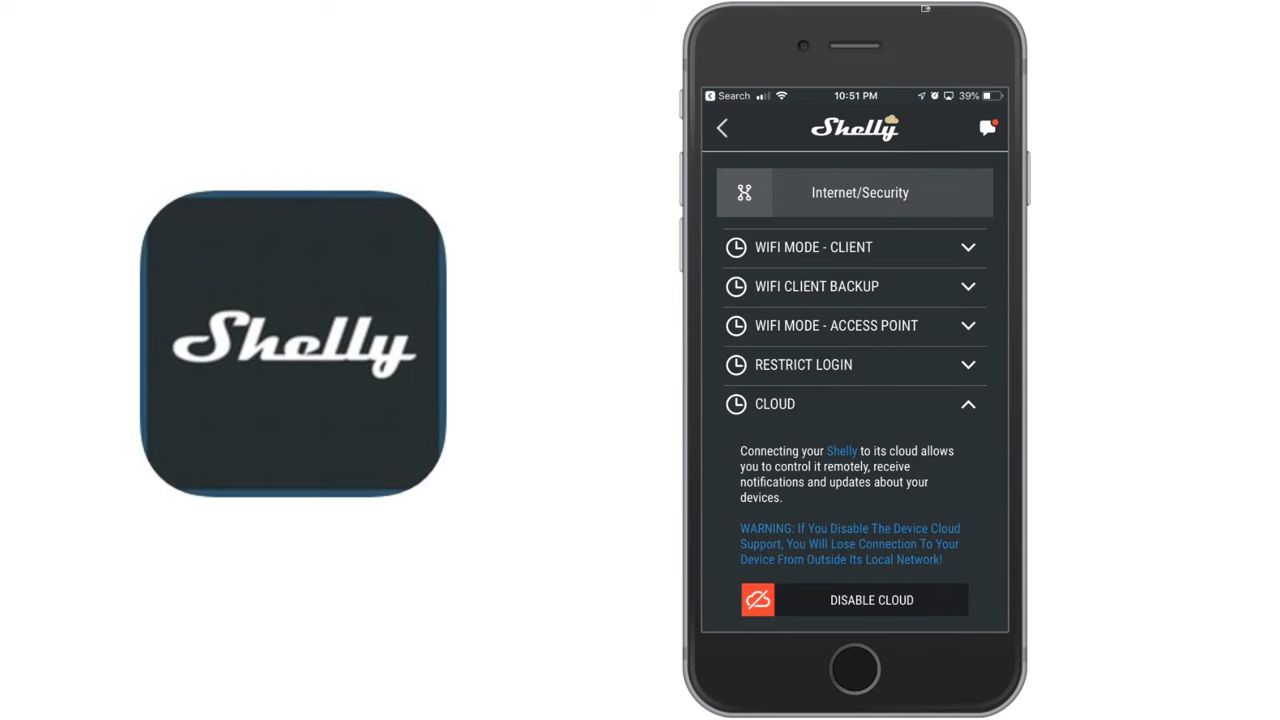 Shelly
Search
10:51 PM
39%
Shelly
Internet/Security
WIFI MODE - CLIENT
WIFI CLIENT BACKUP
WIFI MODE - ACCESS POINT
RESTRICT LOGIN
CLOUD
Connecting your Shelly to its cloud allows
you to control it remotely, receive
notifications and updates about your
devices.
WARNING: If You Disable The Device Cloud
Support, You Will Lose Connection To Your
Device From Outside Its Local Network!
DISABLE CLOUD